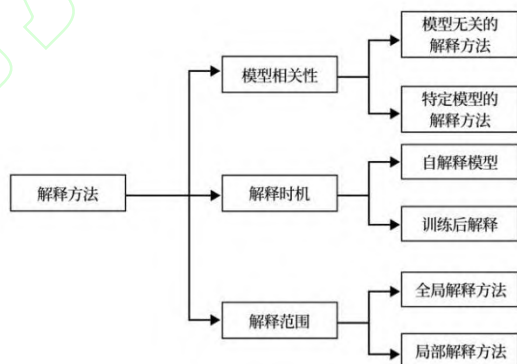 模型无关的
解释方法
模型相关性
特定模型的
解释方法
自解释模型
解释方法
解释时机
训练后解释
全局解释方法
解释范围
局部解释方法